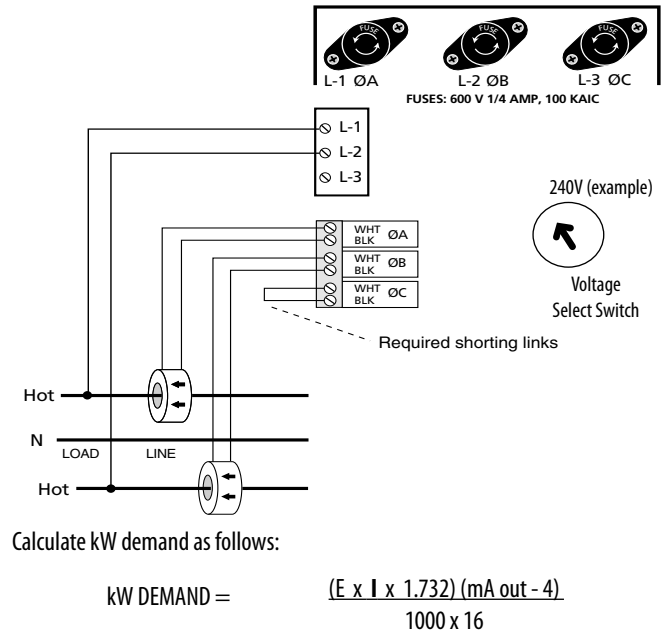 FUSE FUSE FUSE
L-1 ØA L-2 ØB L-3 ØC
FUSES: 600 V 1/4 AMP, 100 KAIC
L-1
L-2
L-3
240V (example)
WHT ØA
BLK
WHT ØB
BLK
WHT ØC
BLK
Voltage
Select Switch
Required shorting links
Hot
N
LOAD LINE
Hot
Calculate kW demand as follows:
kW DEMAND = (E x I x 1.732) (mA out - 4)
1000 x 16